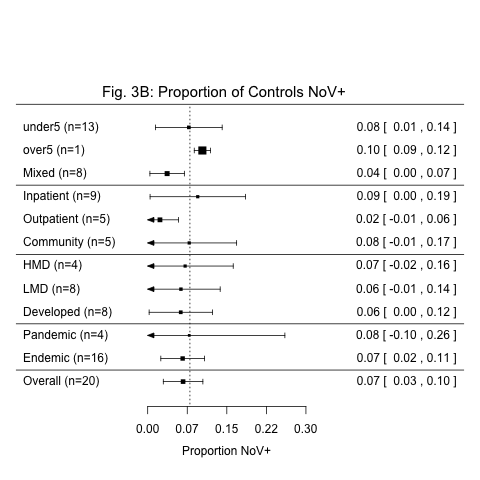 Fig. 3B: Proportion of Controls NoV+
under5 (n=13) 0.08 [ 0.01 , 0.14 ]
over5 (n=1) 0.10 [ 0.09 , 0.12 ]
Mixed (n=8) 0.04 [ 0.00 , 0.07 ]
Inpatient (n=9) 0.09 [ 0.00 , 0.19 ]
Outpatient (n=5) 0.02 [ -0.01 , 0.06 ]
Community (n=5) 0.08 [ -0.01 , 0.17 ]
HMD (n=4) 0.07 [ -0.02 , 0.16 ]
LMD (n=8) 0.06 [ -0.01 , 0.14 ]
Developed (n=8) 0.06 [ 0.00 , 0.12 ]
Pandemic (n=4) 0.08 [ -0.10 , 0.26 ]
Endemic (n=16) 0.07 [ 0.02 , 0.11 ]
Overall (n=20) 0.07 [ 0.03 , 0.10 ]
0.00 0.07 0.15 0.22 0.30
Proportion NoV+